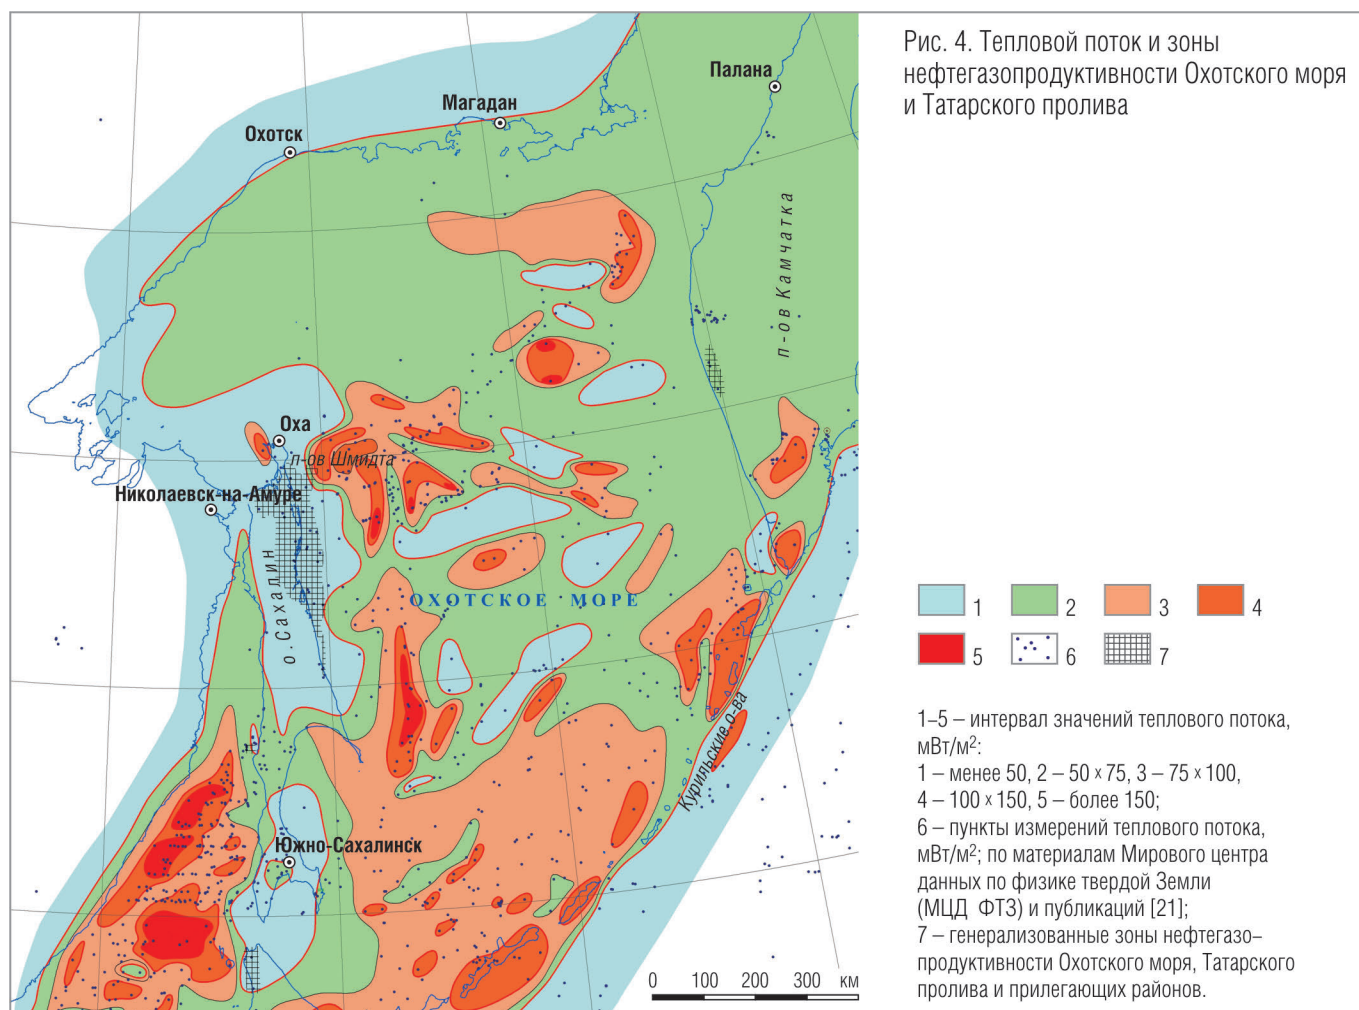 Рис. 4. Тепловой поток и зоны
нефтегазопродуктивности Охотского моря
и Татарского пролива
Палана
Магадан
Охотск
п-ов Камчатка
Оха
п-ов Шмидта
Николаевск-на-Амуре
о. Сахалин
ОХОТСКОЕ МОРЕ
Курильские о-ва
Южно-Сахалинск
0 100 200 300 км
1 2 3 4
5 6 7
1–5 – интервал значений теплового потока,
мВт/м²:
1 – менее 50, 2 – 50 x 75, 3 – 75 x 100,
4 – 100 x 150, 5 – более 150;
6 – пункты измерений теплового потока,
мВт/м²; по материалам Мирового центра
данных по физике твердой Земли
(МЦД ФТЗ) и публикаций [21];
7 – генерализованные зоны нефтегазо–
продуктивности Охотского моря, Татарского
пролива и прилегающих районов.